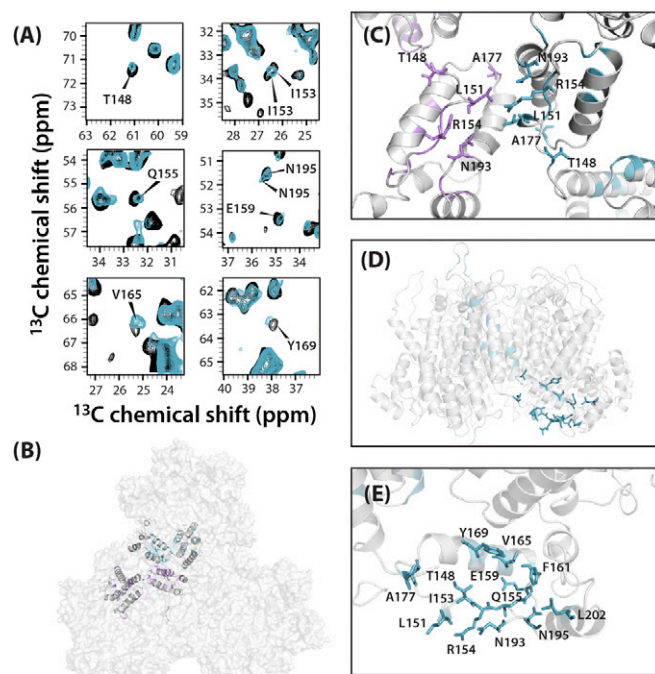 (A)
69
71
73
63 62 61 60 59
T148
32
33
34
35
28 27 26 25
I153
I153
54
55
56
57
34 33 32 31
Q155
51
52
53
54
37 36 35 34
N195
N195
E159
65
66
67
68
27 26 25 24
V165
62
63
64
65
40 39 38 37
Y169
13C chemical shift (ppm)
13C chemical shift (ppm)
(B)
(C)
T148 A177 N193
R154
L151
L151
R154
A177
N193
T148
(D)
(E)
Y169 V165
T148 E159 F161
A177 I153 Q155
L202
L151
R154 N193 N195